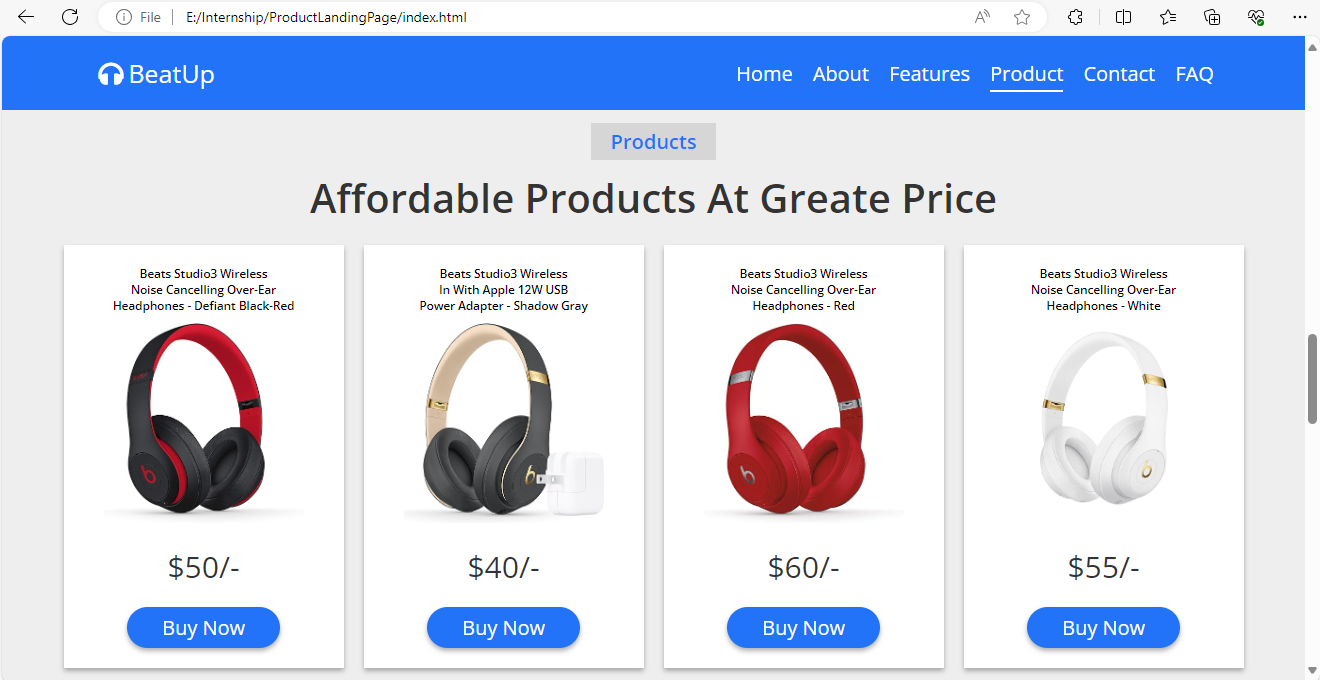 File E:/Internship/ProductLandingPage/index.html
BeatUp Home About Features Product Contact FAQ
Products
Affordable Products At Greate Price
Beats Studio3 Wireless
Noise Cancelling Over-Ear
Headphones - Defiant Black-Red
$50/-
Buy Now
Beats Studio3 Wireless
In With Apple 12W USB
Power Adapter - Shadow Gray
$40/-
Buy Now
Beats Studio3 Wireless
Noise Cancelling Over-Ear
Headphones - Red
$60/-
Buy Now
Beats Studio3 Wireless
Noise Cancelling Over-Ear
Headphones - White
$55/-
Buy Now